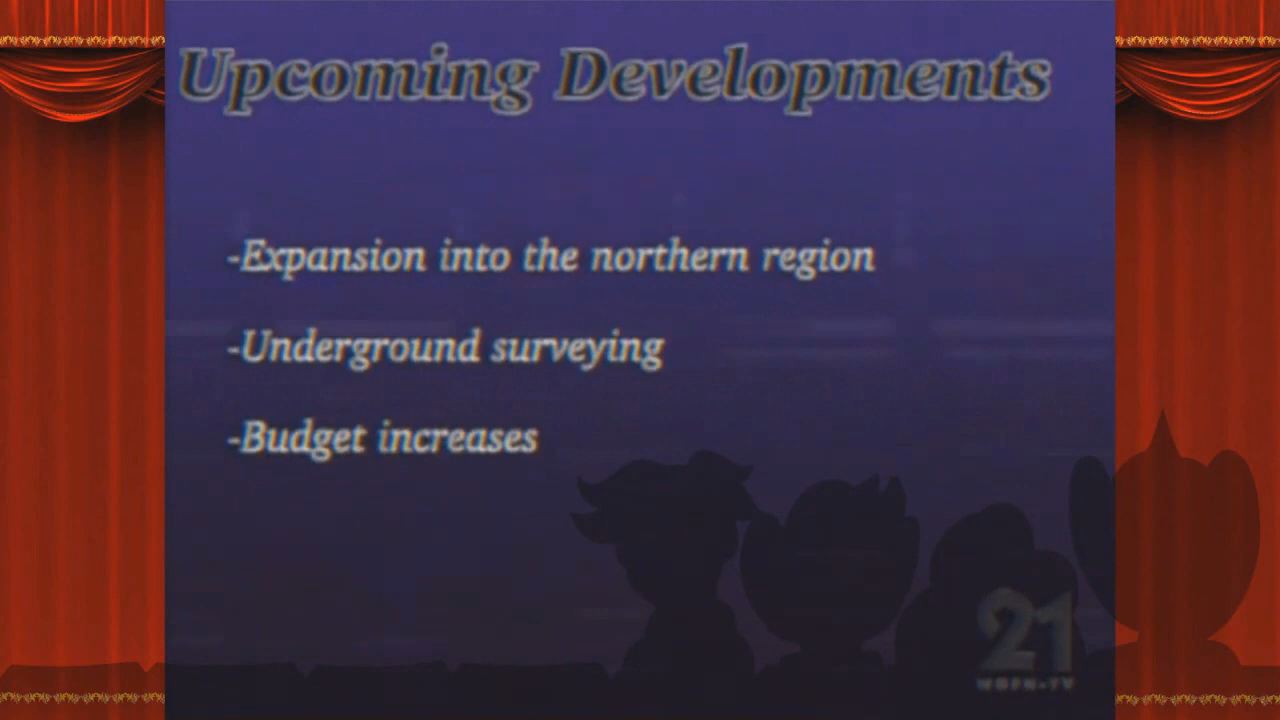 Upcoming Developments
-Expansion into the northern region
-Underground surveying
-Budget increases
21